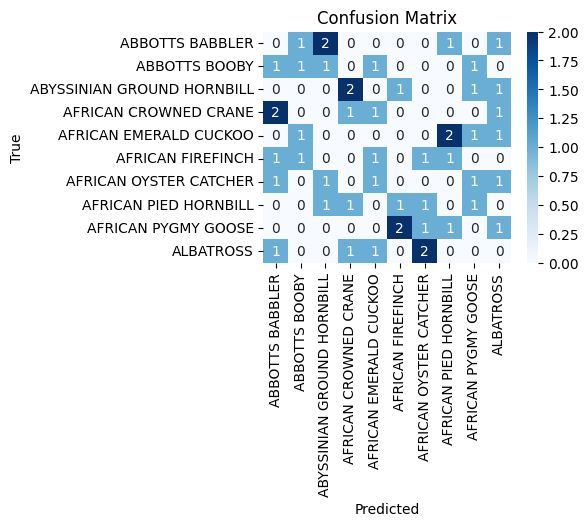 Confusion Matrix
True
ABBOTTS BABBLER 0 1 2 0 0 0 0 1 0 1
ABBOTTS BOOBY 1 1 1 0 1 0 0 0 1 0
ABYSSINIAN GROUND HORNBILL 0 0 0 2 0 1 0 0 1 1
AFRICAN CROWNED CRANE 2 0 0 1 1 0 0 0 0 1
AFRICAN EMERALD CUCKOO 0 1 0 0 0 0 0 2 1 1
AFRICAN FIREFINCH 1 1 0 0 1 0 1 1 0 0
AFRICAN OYSTER CATCHER 1 0 1 0 1 0 0 0 1 1
AFRICAN PIED HORNBILL 0 0 1 1 0 1 1 0 1 0
AFRICAN PYGMY GOOSE 0 0 0 0 0 2 1 1 0 1
ALBATROSS 1 0 0 1 1 0 2 0 0 0
ABBOTTS BABBLER
ABBOTTS BOOBY
ABYSSINIAN GROUND HORNBILL
AFRICAN CROWNED CRANE
AFRICAN EMERALD CUCKOO
AFRICAN FIREFINCH
AFRICAN OYSTER CATCHER
AFRICAN PIED HORNBILL
AFRICAN PYGMY GOOSE
ALBATROSS
Predicted
2.00
1.75
1.50
1.25
1.00
0.75
0.50
0.25
0.00